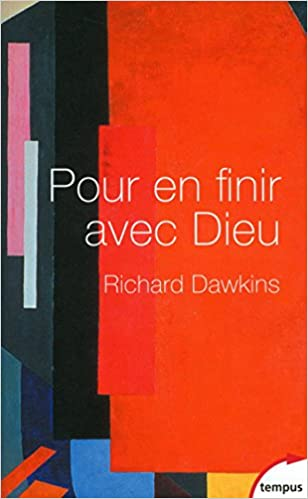 Pour en finir
avec Dieu
Richard Dawkins
tempus